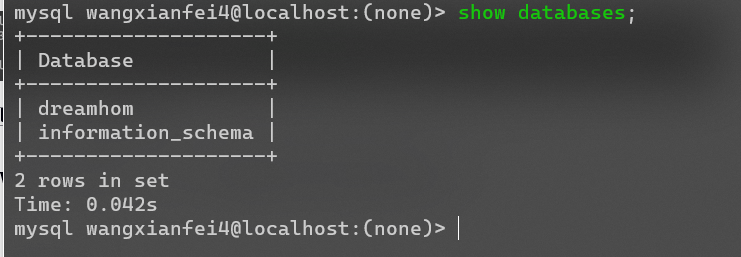 mysql wangxianfei4@localhost:(none)> show databases;
+--------------------+
| Database           |
+--------------------+
| dreamhom           |
| information_schema |
+--------------------+
2 rows in set
Time: 0.042s
mysql wangxianfei4@localhost:(none)>